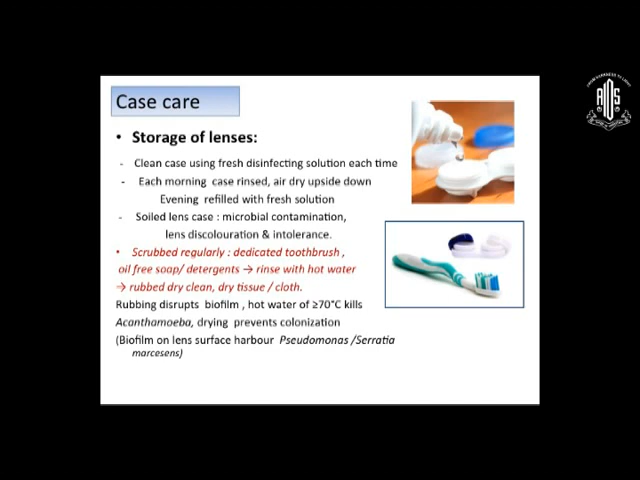 Case care
• Storage of lenses:
- Clean case using fresh disinfecting solution each time
- Each morning case rinsed, air dry upside down
Evening refilled with fresh solution
- Soiled lens case : microbial contamination,
lens discolouration & intolerance.
• Scrubbed regularly : dedicated toothbrush ,
oil free soap/ detergents → rinse with hot water
→ rubbed dry clean, dry tissue / cloth.
Rubbing disrupts biofilm , hot water of ≥70°C kills
Acanthamoeba, drying prevents colonization
(Biofilm on lens surface harbour Pseudomonas /Serratia
marcesens)
AIOS